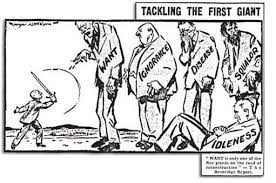 TACKLING THE FIRST GIANT
WANT
IGNORANCE
DISEASE
SQUALOR
IDLENESS
"WANT is only one of the
five giants on the road of
reconstruction" — The
Beveridge Report.